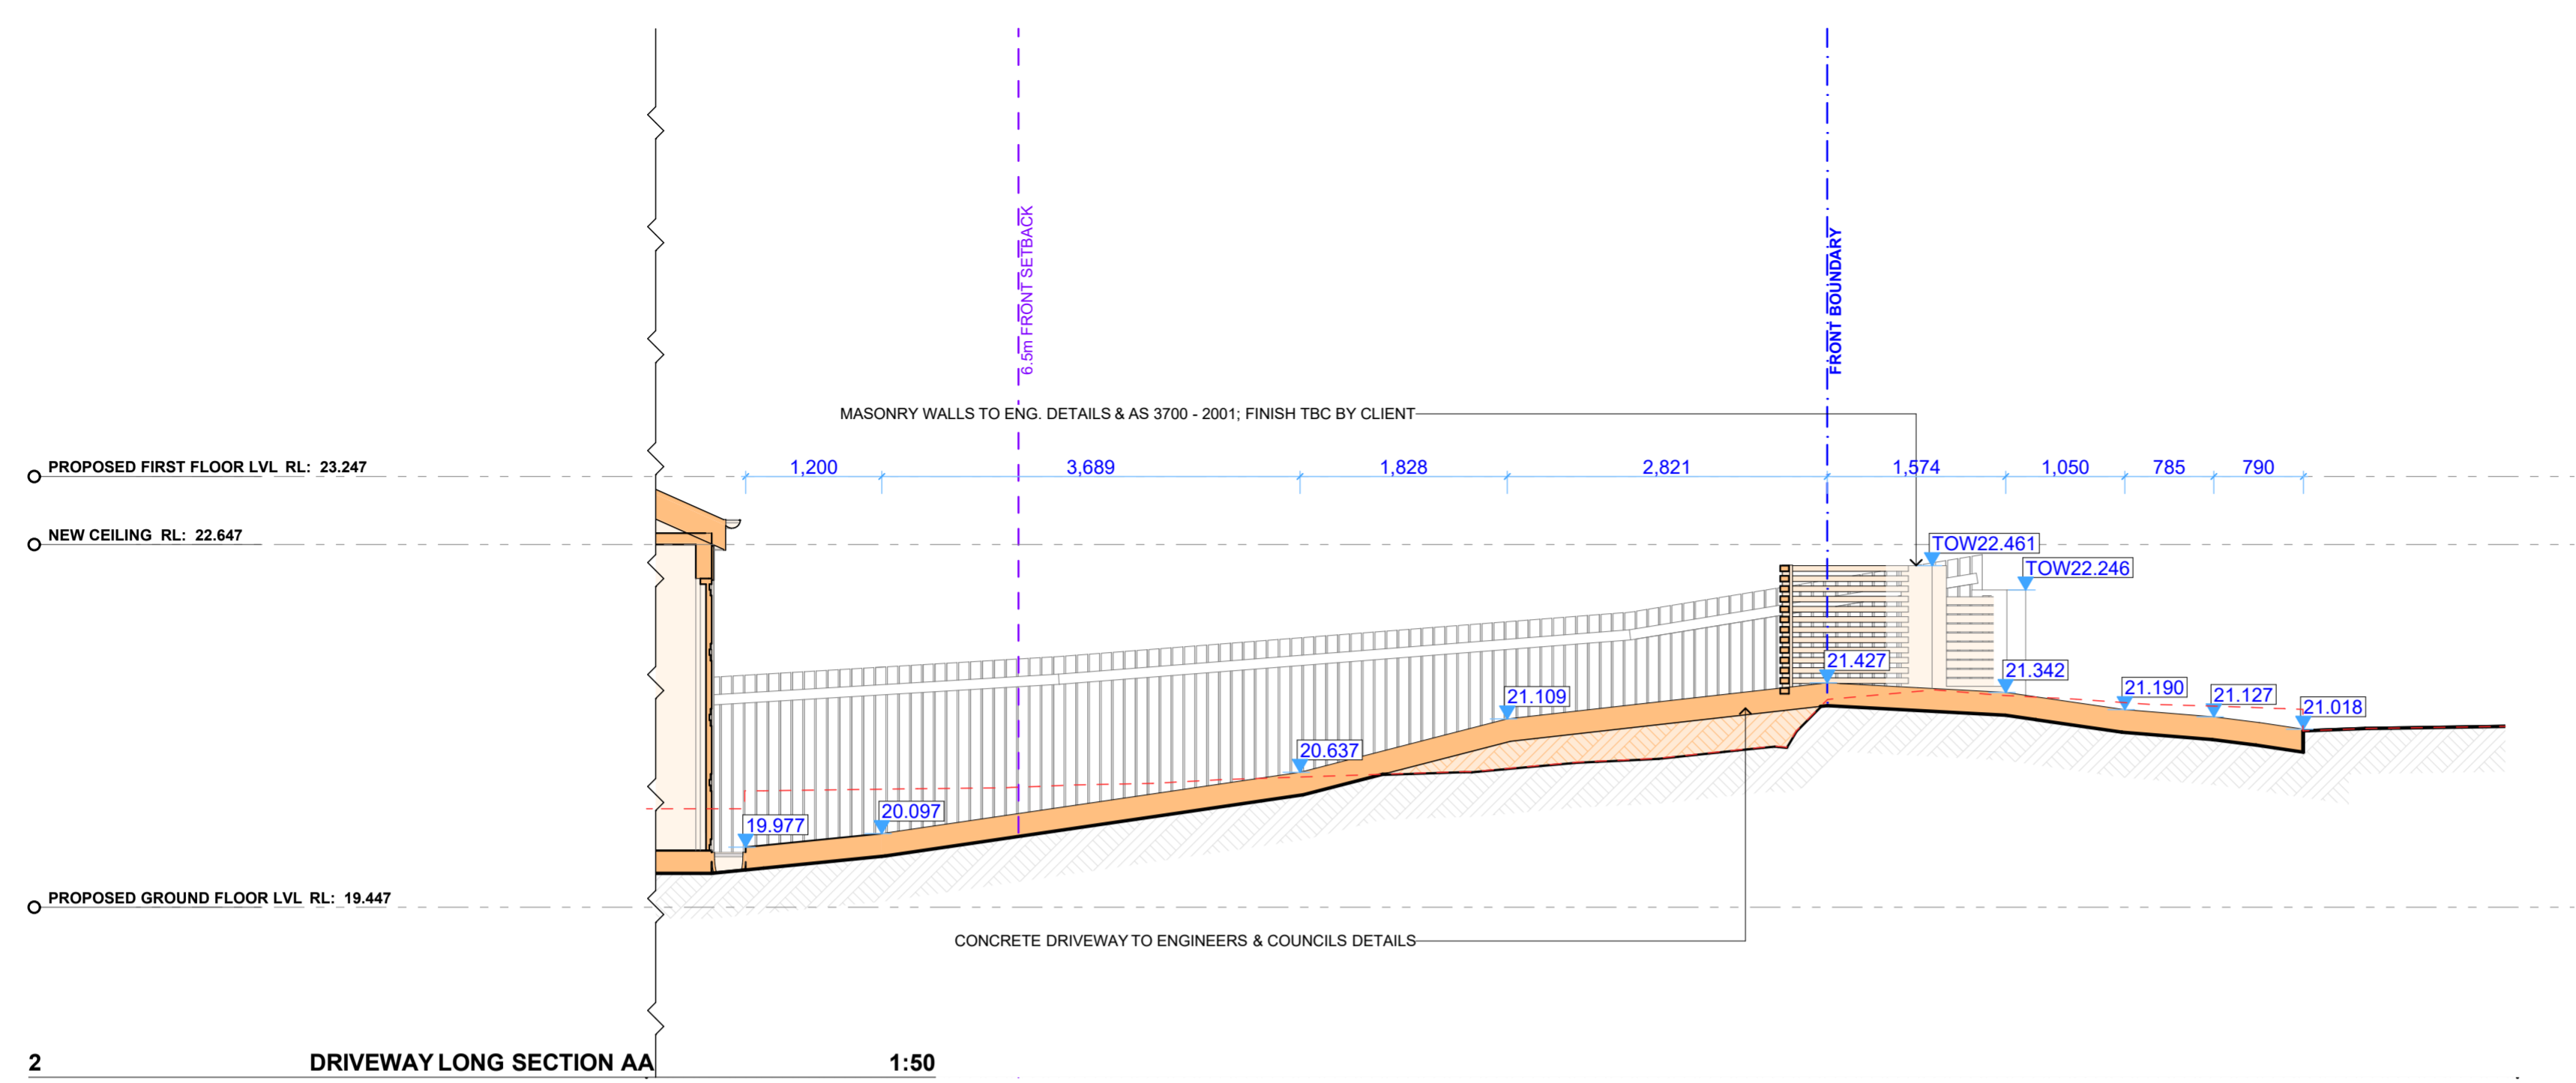 6.5m FRONT SETBACK
FRONT BOUNDARY
MASONRY WALLS TO ENG. DETAILS & AS 3700 - 2001; FINISH TBC BY CLIENT
PROPOSED FIRST FLOOR LVL RL: 23.247
1,200 3,689 1,828 2,821 1,574 1,050 785 790
NEW CEILING RL: 22.647
TOW22.461
TOW22.246
21.427
21.342
21.190
21.127
21.018
21.109
20.637
20.097
19.977
PROPOSED GROUND FLOOR LVL RL: 19.447
CONCRETE DRIVEWAY TO ENGINEERS & COUNCILS DETAILS
2 DRIVEWAY LONG SECTION AA 1:50